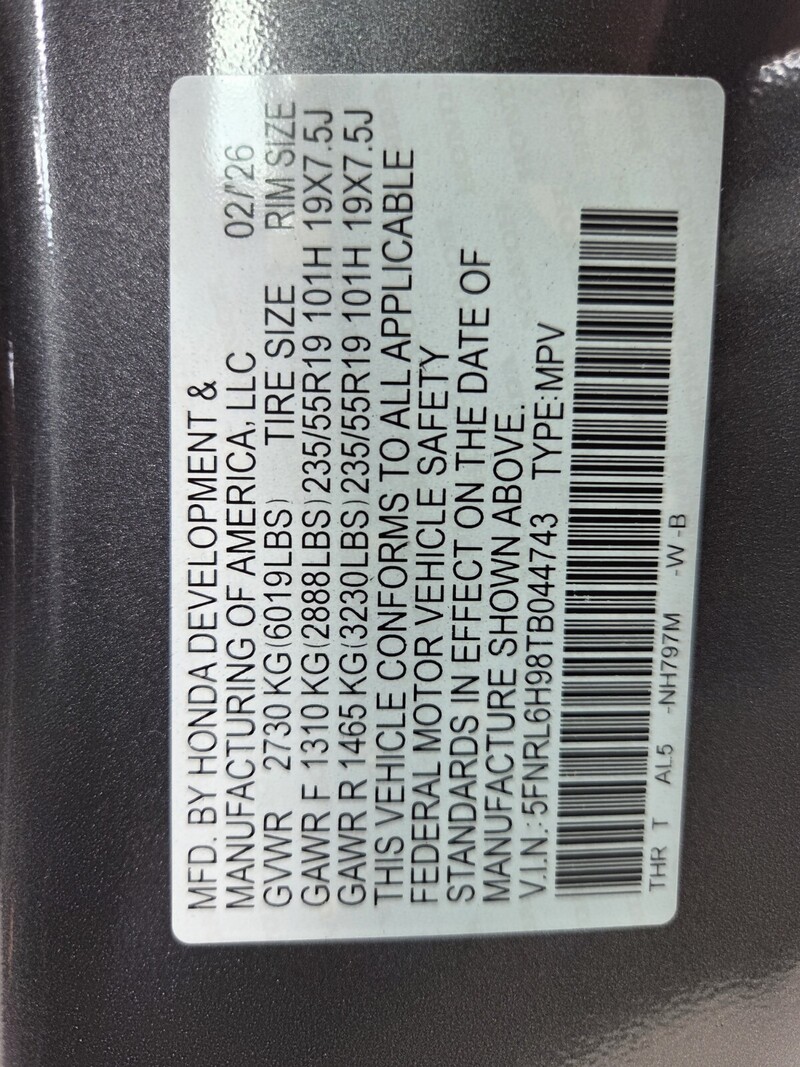 MFD. BY HONDA DEVELOPMENT &
MANUFACTURING OF AMERICA, LLC 02/'26
GVWR 2730 KG(6019LBS) TIRE SIZE RIM SIZE
GAWR F 1310 KG(2888LBS)235/55R19 101H 19X7.5J
GAWR R 1465 KG(3230LBS)235/55R19 101H 19X7.5J
THIS VEHICLE CONFORMS TO ALL APPLICABLE
FEDERAL MOTOR VEHICLE SAFETY
STANDARDS IN EFFECT ON THE DATE OF
MANUFACTURE SHOWN ABOVE.
V.I.N.:5FNRL6H98TB044743 TYPE:MPV
THR T AL5 -NH797M -W -B